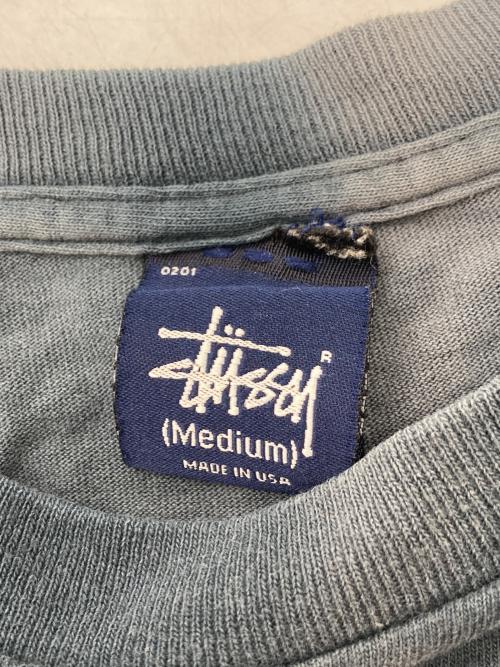 0201
stüssy
R
(Medium)
MADE IN USA